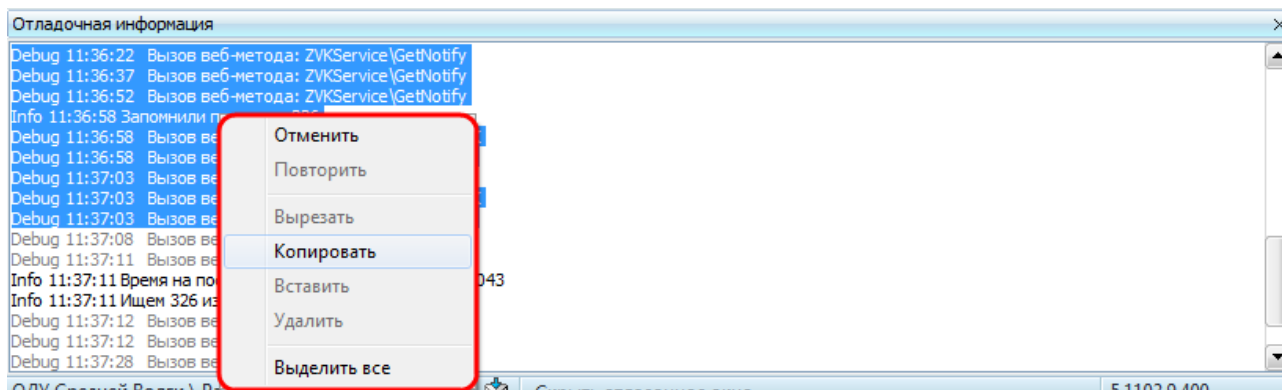 Отладочная информация
Debug 11:36:22 Вызов веб-метода: ZVKService\GetNotify
Debug 11:36:37 Вызов веб-метода: ZVKService\GetNotify
Debug 11:36:52 Вызов веб-метода: ZVKService\GetNotify
Info 11:36:58 Запомнили
Debug 11:36:58 Вызов
Debug 11:36:58 Вызов
Debug 11:37:03 Вызов
Debug 11:37:03 Вызов
Debug 11:37:03 Вызов
Debug 11:37:08 Вызов
Debug 11:37:11 Вызов
Info 11:37:11 Время на 043
Info 11:37:11 Ищем 326 из
Debug 11:37:12 Вызов
Debug 11:37:12 Вызов
Debug 11:37:28 Вызов
Отменить
Повторить
Вырезать
Копировать
Вставить
Удалить
Выделить все